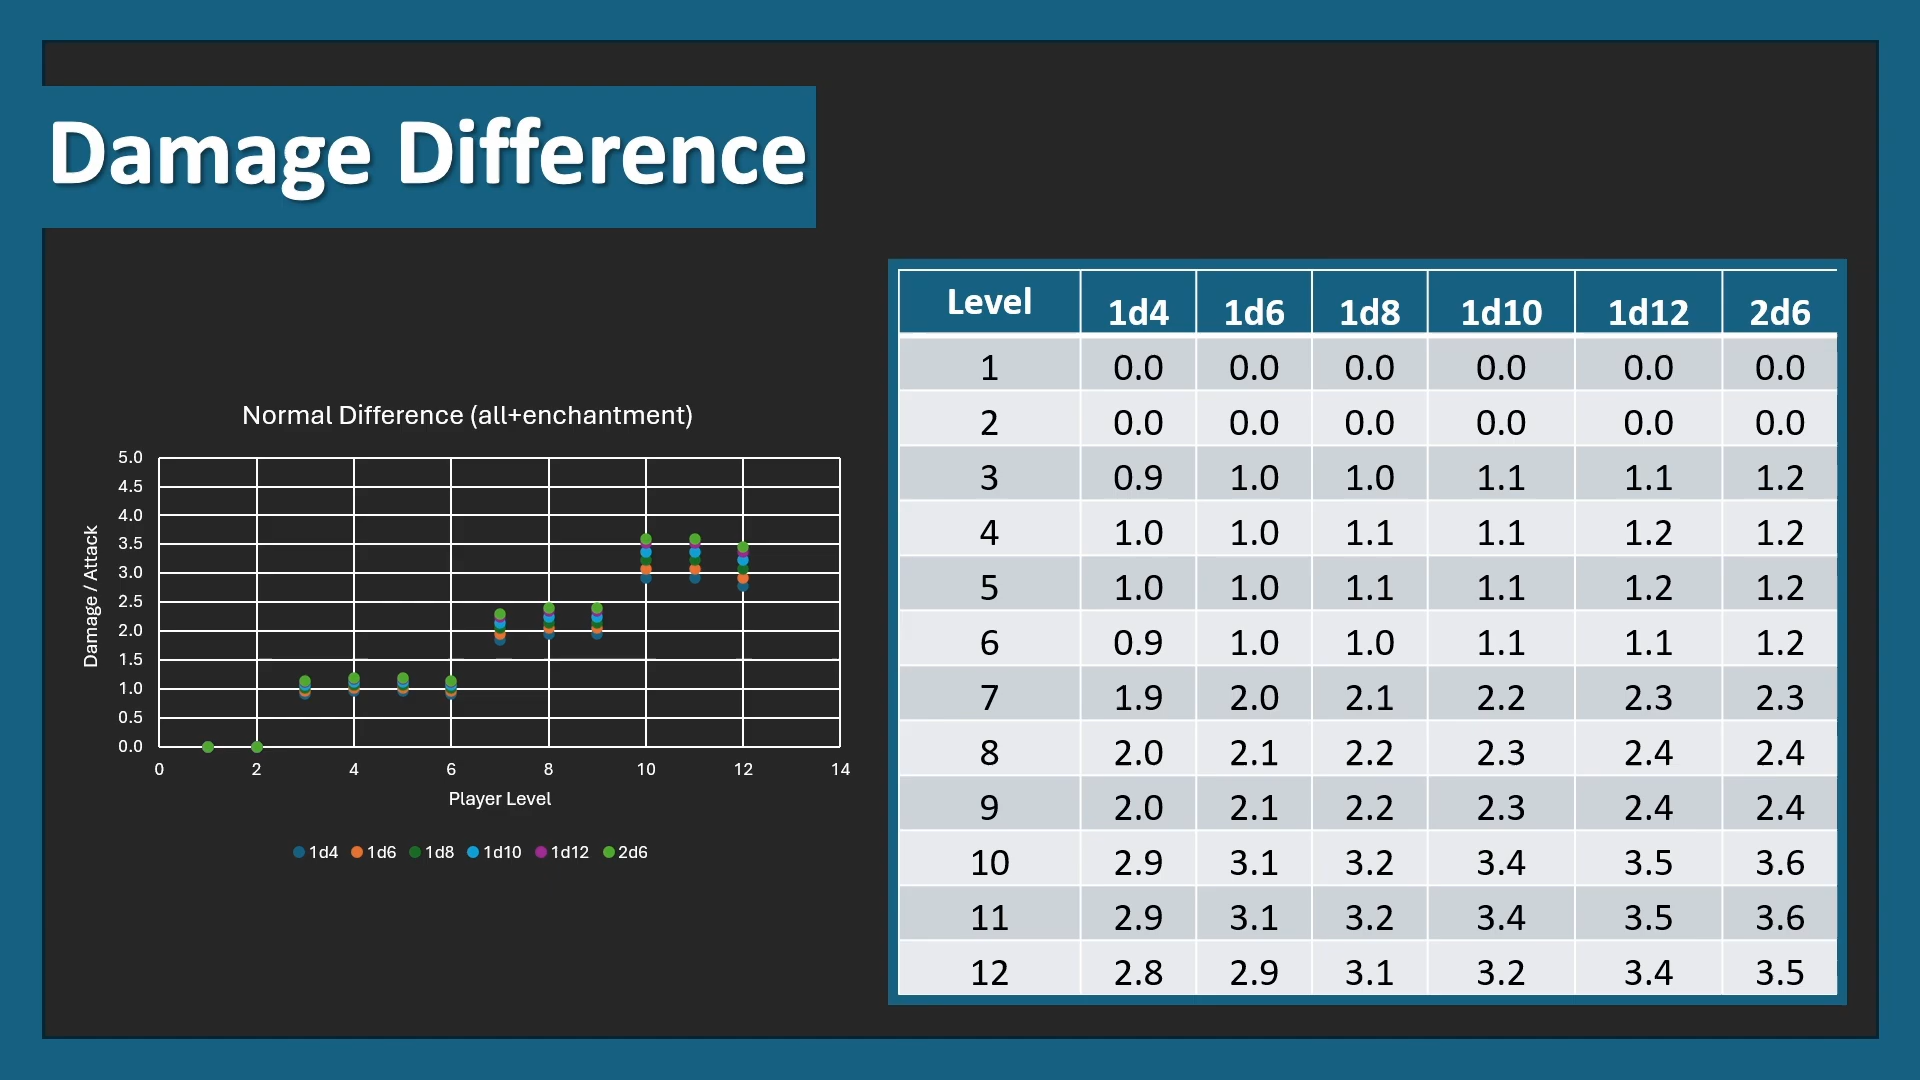 Damage Difference
Normal Difference (all+enchantment)
5.0
4.5
4.0
3.5
3.0
2.5
2.0
1.5
1.0
0.5
0.0
Damage / Attack
0 2 4 6 8 10 12 14
Player Level
1d4 1d6 1d8 1d10 1d12 2d6
Level 1d4 1d6 1d8 1d10 1d12 2d6
1 0.0 0.0 0.0 0.0 0.0 0.0
2 0.0 0.0 0.0 0.0 0.0 0.0
3 0.9 1.0 1.0 1.1 1.1 1.2
4 1.0 1.0 1.1 1.1 1.2 1.2
5 1.0 1.0 1.1 1.1 1.2 1.2
6 0.9 1.0 1.0 1.1 1.1 1.2
7 1.9 2.0 2.1 2.2 2.3 2.3
8 2.0 2.1 2.2 2.3 2.4 2.4
9 2.0 2.1 2.2 2.3 2.4 2.4
10 2.9 3.1 3.2 3.4 3.5 3.6
11 2.9 3.1 3.2 3.4 3.5 3.6
12 2.8 2.9 3.1 3.2 3.4 3.5